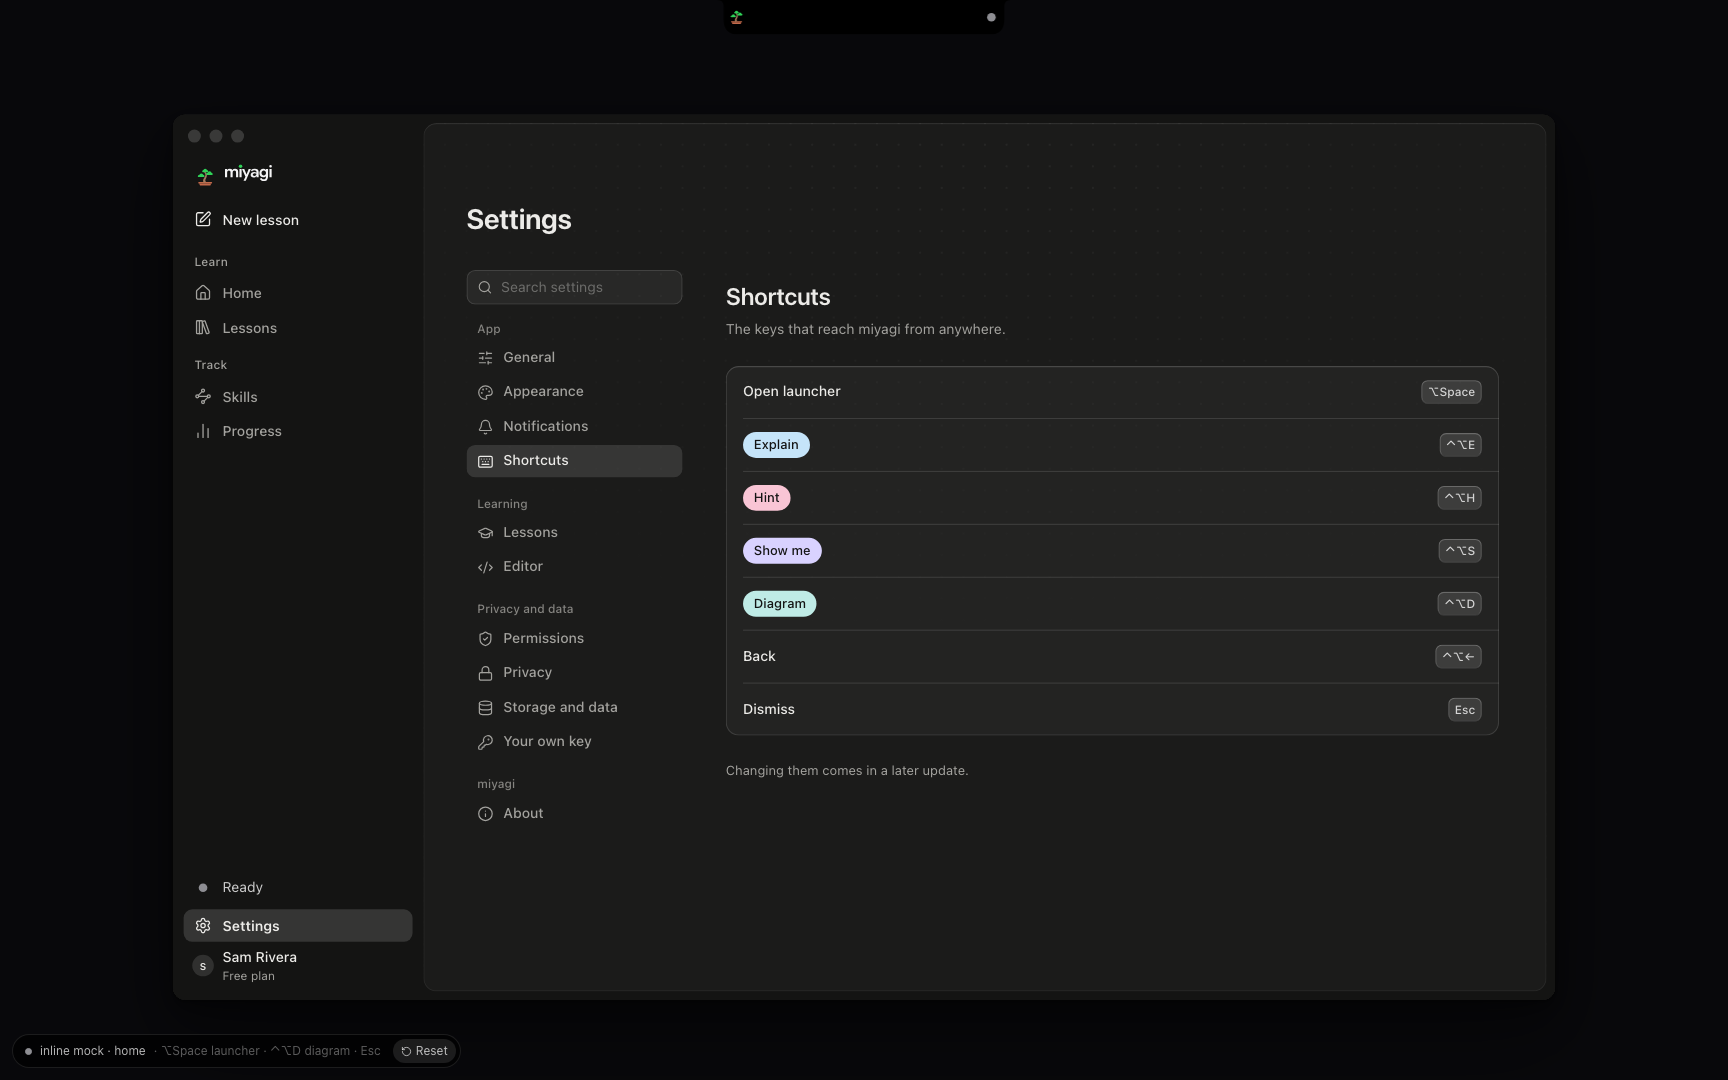 miyagi
New lesson
Learn
Home
Lessons
Track
Skills
Progress
Ready
Settings
S
Sam Rivera
Free plan
Settings
Search settings
App
General
Appearance
Notifications
Shortcuts
Learning
Lessons
Editor
Privacy and data
Permissions
Privacy
Storage and data
Your own key
miyagi
About
Shortcuts
The keys that reach miyagi from anywhere.
Open launcher ⌥Space
Explain ⌃⌥E
Hint ⌃⌥H
Show me ⌃⌥S
Diagram ⌃⌥D
Back ⌃⌥←
Dismiss Esc
Changing them comes in a later update.
inline mock · home · ⌥Space launcher · ⌃⌥D diagram · Esc Reset